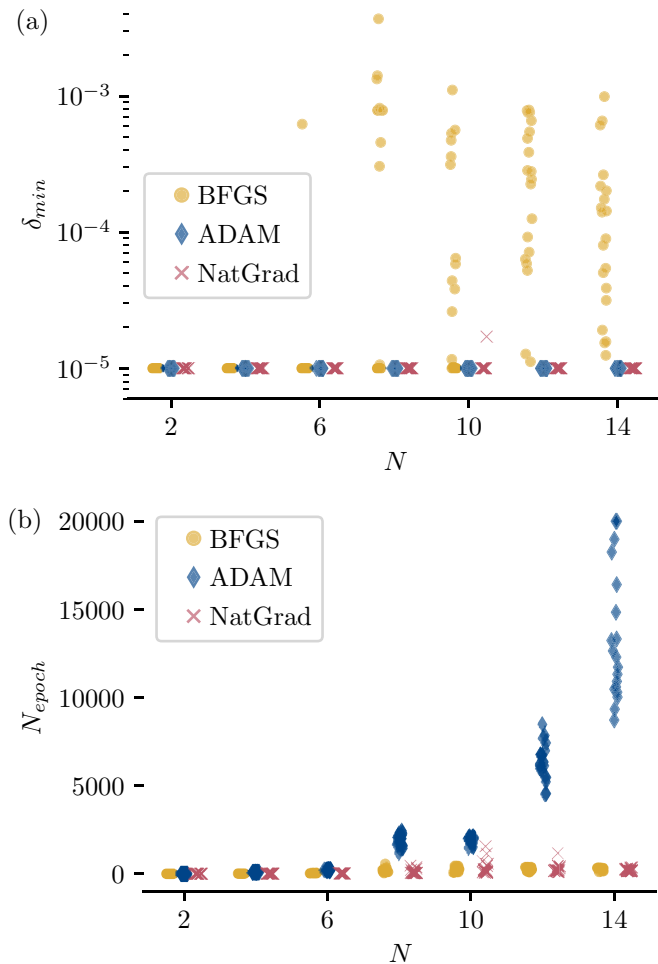 (a)
10⁻³
10⁻⁴
10⁻⁵
δ_min
BFGS
ADAM
NatGrad
2 6 10 14
N
(b)
20000
15000
10000
5000
0
N_epoch
BFGS
ADAM
NatGrad
2 6 10 14
N